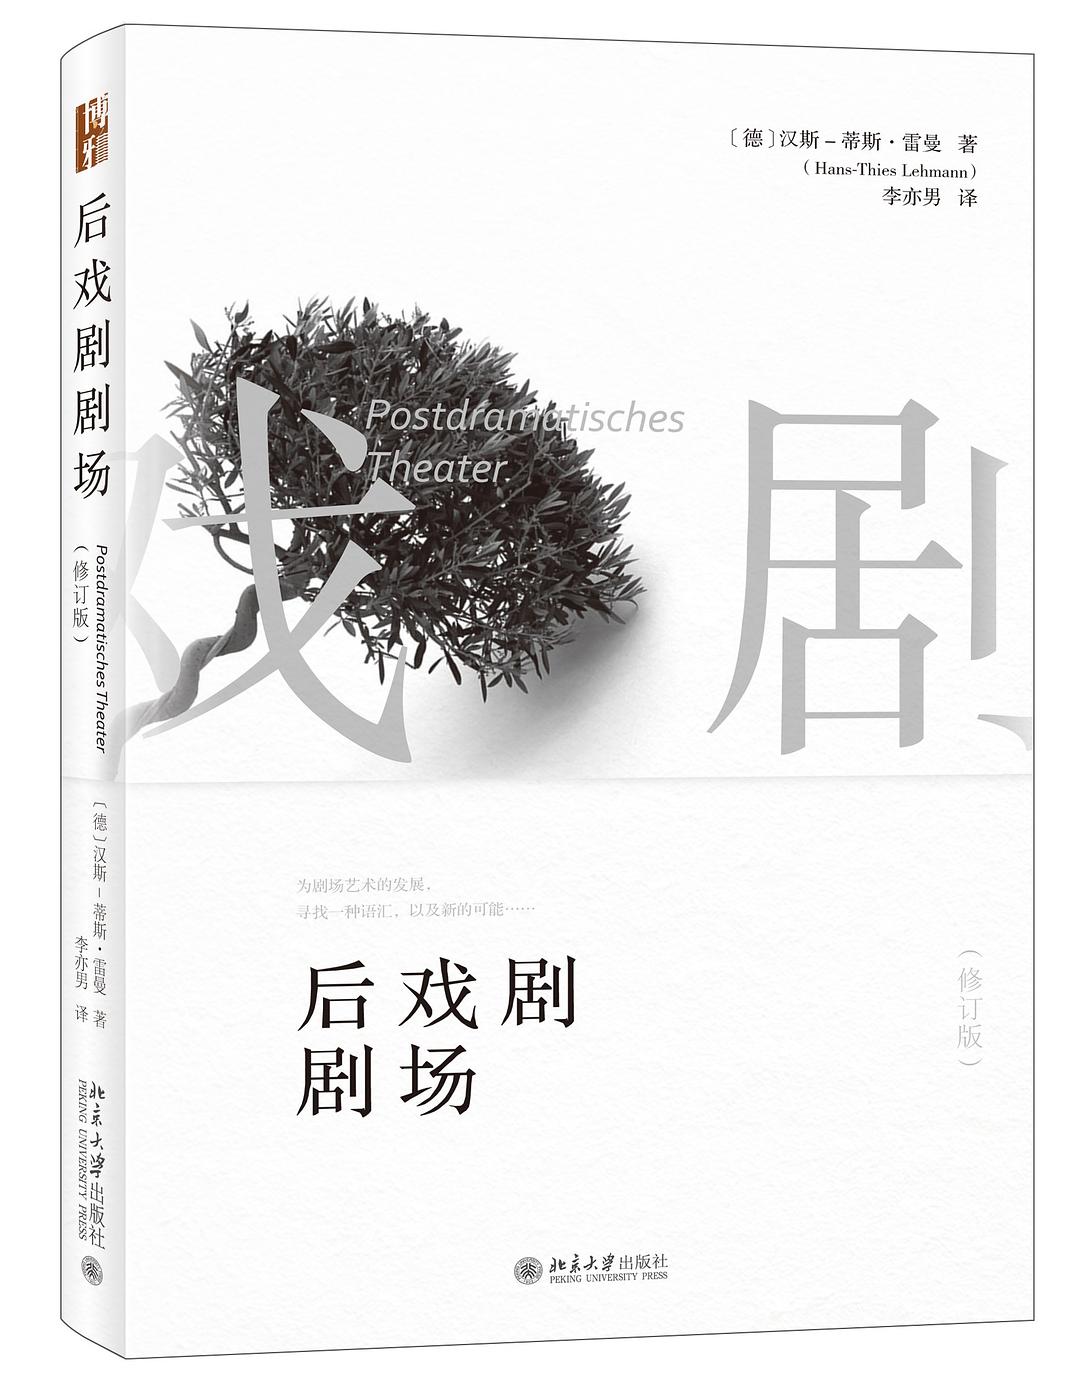 博雅
后戏剧剧场
（修订版）
Postdramatisches Theater
〔德〕汉斯－蒂斯·雷曼 著
李亦男 译
北京大学出版社
PEKING UNIVERSITY PRESS
〔德〕汉斯－蒂斯·雷曼 著
（Hans-Thies Lehmann）
李亦男 译
Postdramatisches
Theater
戏 剧
为剧场艺术的发展，
寻找一种语汇，以及新的可能……
后戏剧
剧场
（修订版）
北京大学出版社
PEKING UNIVERSITY PRESS